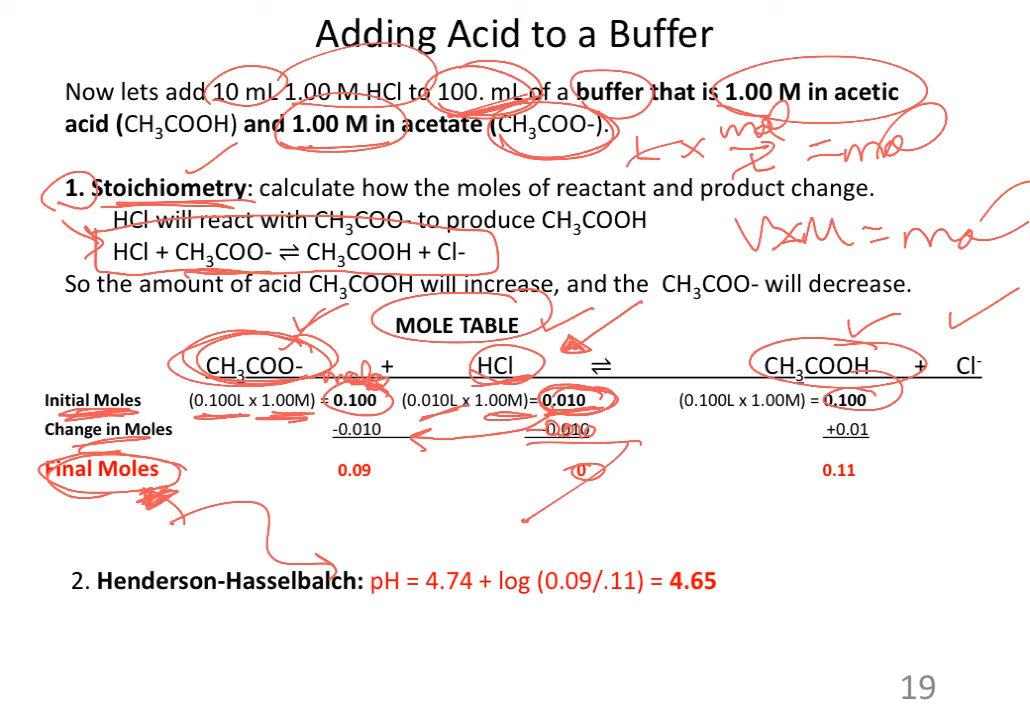 Adding Acid to a Buffer
Now lets add 10 mL 1.00 M HCl to 100. mL of a buffer that is 1.00 M in acetic
acid (CH₃COOH) and 1.00 M in acetate (CH₃COO-).
L × mol/L = mol
1. Stoichiometry: calculate how the moles of reactant and product change.
HCl will react with CH₃COO- to produce CH₃COOH
V×M = mol
HCl + CH₃COO- ⇌ CH₃COOH + Cl-
So the amount of acid CH₃COOH will increase, and the CH₃COO- will decrease.
MOLE TABLE
CH₃COO- + HCl ⇌ CH₃COOH + Cl⁻
mols
Initial Moles (0.100L x 1.00M) = 0.100 (0.010L x 1.00M)= 0.010 (0.100L x 1.00M) = 0.100
Change in Moles -0.010 -0.010 +0.01
Final Moles 0.09 0 0.11
2. Henderson-Hasselbalch: pH = 4.74 + log (0.09/.11) = 4.65
19